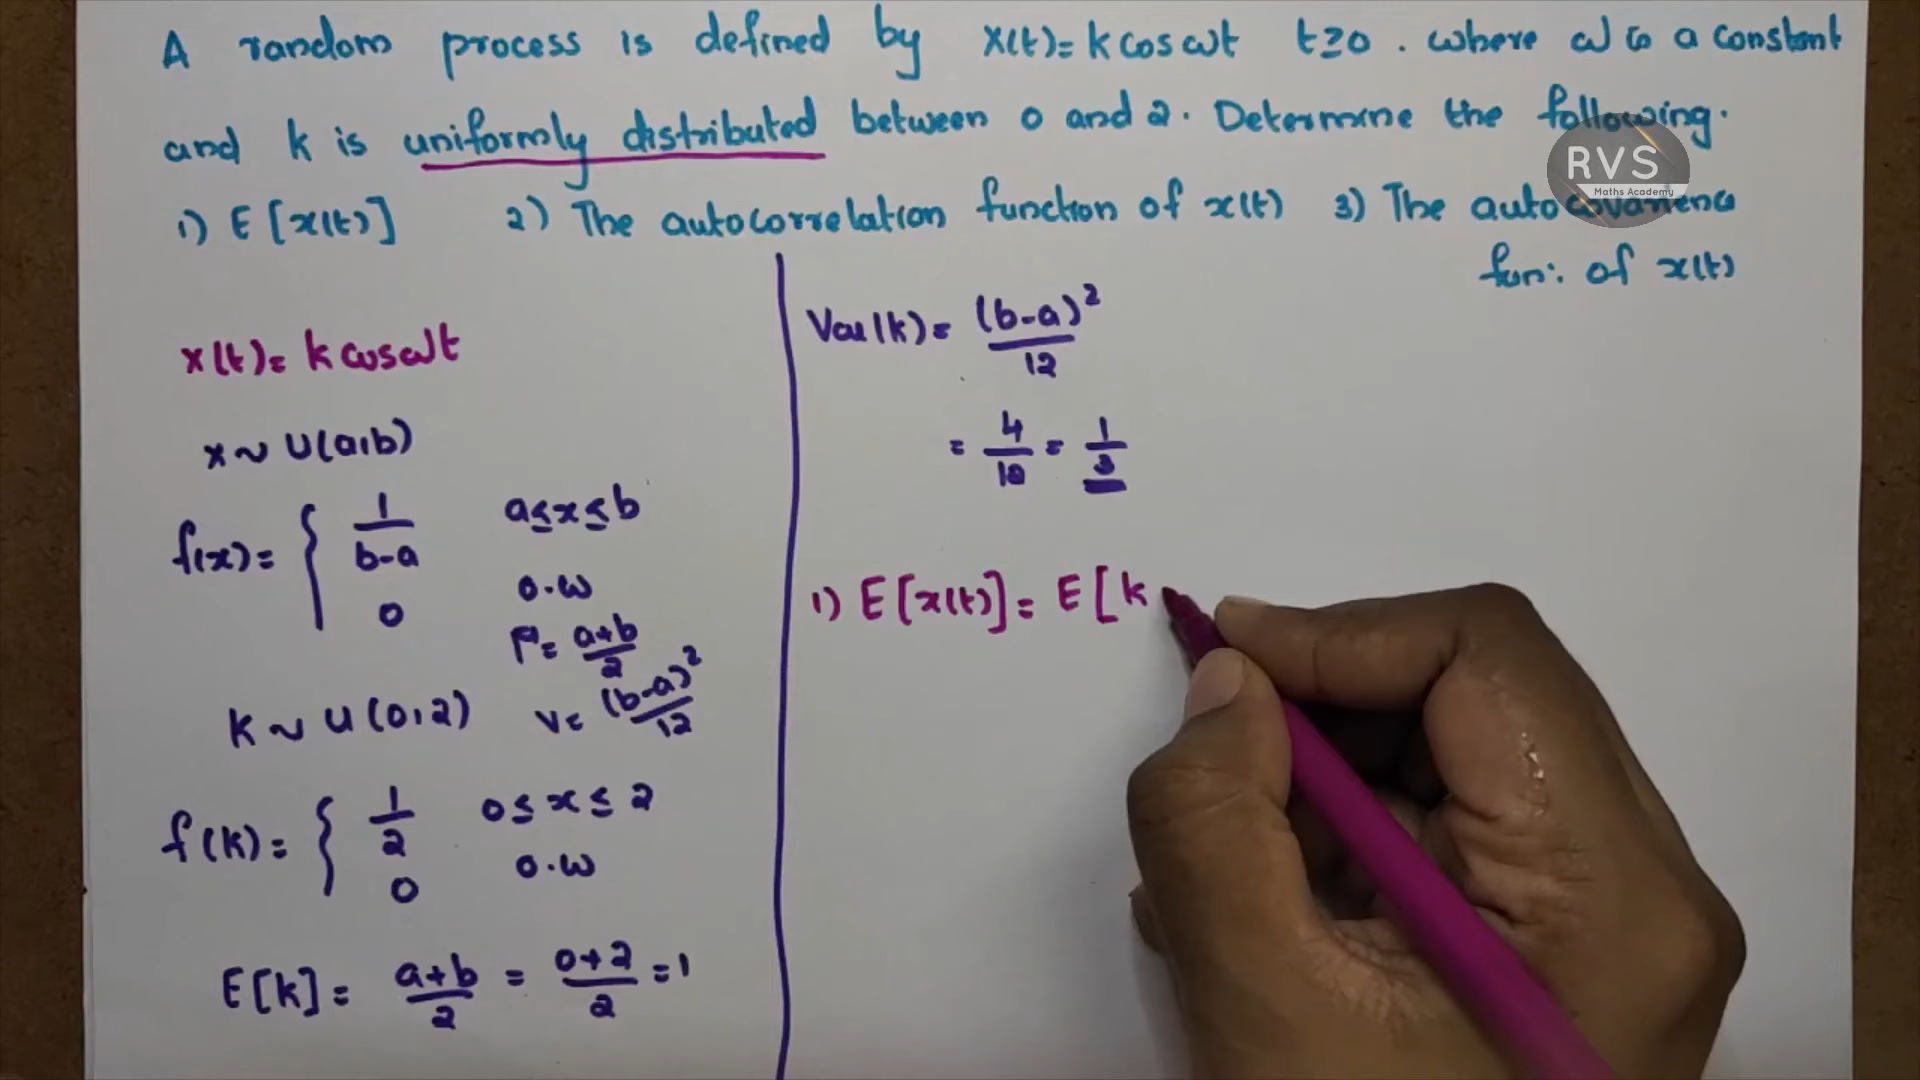 A random process is defined by x(t)= k cos ωt t≥0. where ω is a constant
and k is uniformly distributed between 0 and 2. Determine the following.
RVS
Maths Academy
1) E[x(t)] 2) The autocorrelation function of x(t) 3) The autocovarience
fun: of x(t)
x(t)= k cosωt
x~ U(a,b)
f(x)= { 1/(b-a) a≤x≤b
0 o.w
μ= (a+b)/2
k ~ U(0,2) v= (b-a)²/12
f(k)= { 1/2 0≤x≤2
0 o.w
E[k]= (a+b)/2 = (0+2)/2 =1
Var(k)= (b-a)²/12
= 4/12 = 1/3
1) E[x(t)]= E[k